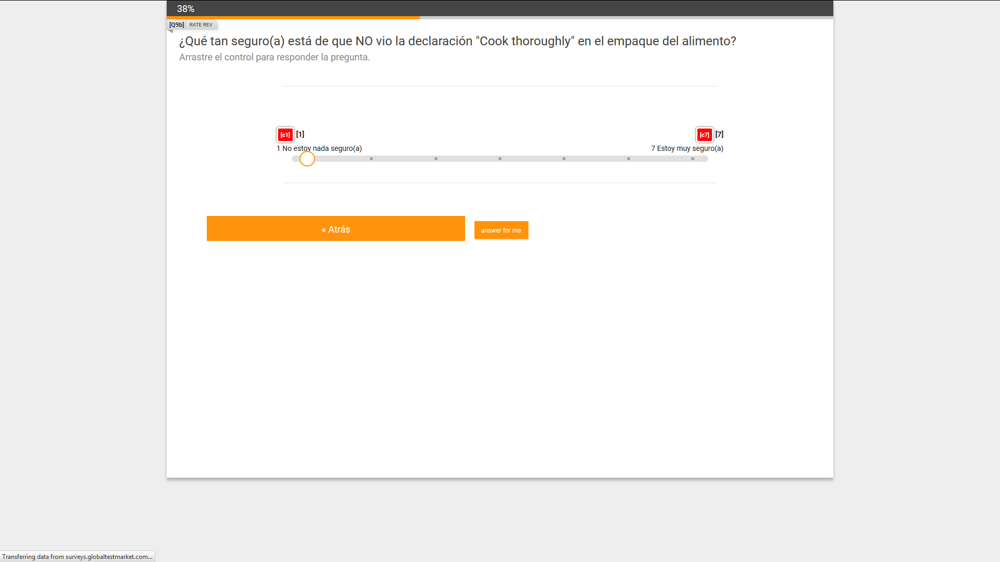 38%
[Q9b] RATE REV
¿Qué tan seguro(a) está de que NO vio la declaración "Cook thoroughly" en el empaque del alimento?
Arrastre el control para responder la pregunta.
[c1] [1] [c7] [7]
1 No estoy nada seguro(a) 7 Estoy muy seguro(a)
« Atrás answer for me
Transferring data from surveys.globaltestmarket.com...